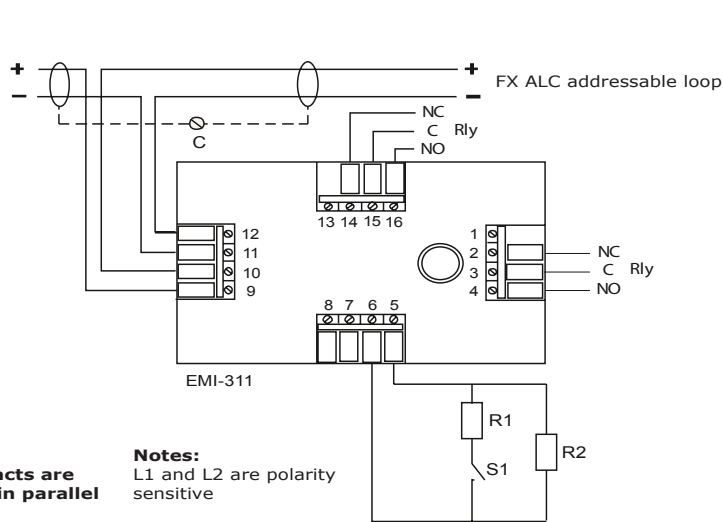 + +
FX ALC addressable loop
− −
NC
C Rly
C
NO
13 14 15 16
12
11
10
9
1
2 NC
3 C Rly
4 NO
8 7 6 5
EMI-311
R1
R2
S1
Notes:
L1 and L2 are polarity
sensitive
are
in parallel